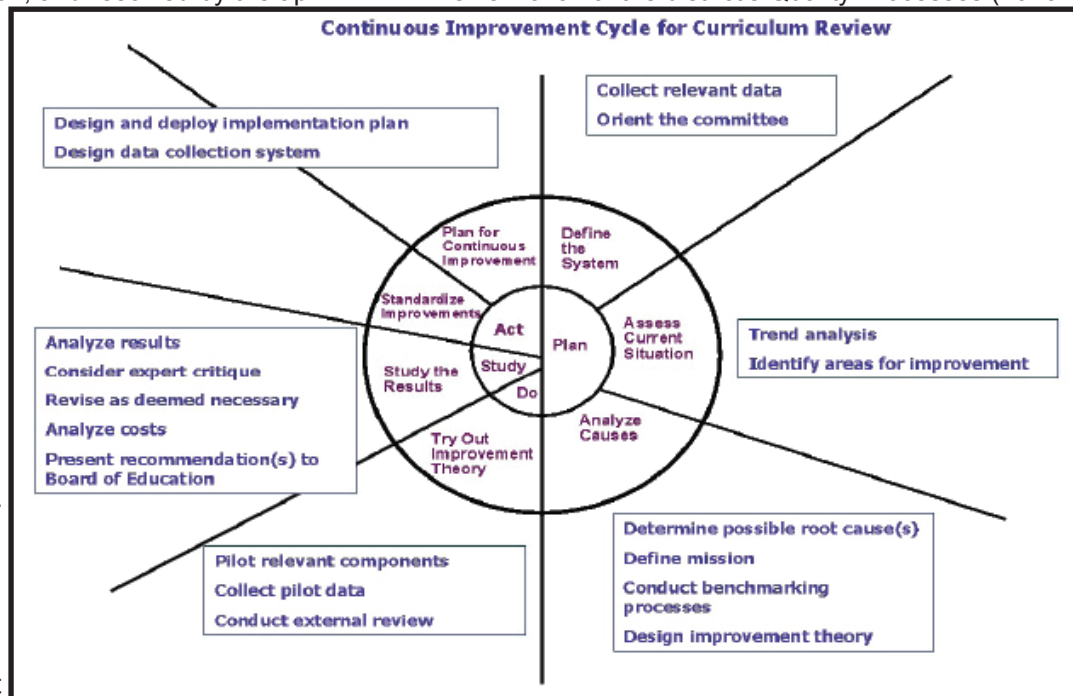 Continuous Improvement Cycle for Curriculum Review
Collect relevant data
Orient the committee
Design and deploy implementation plan
Design data collection system
Plan for
Continuous
Improvement
Define
the
System
Standardize
Improvements
Act
Plan
Assess
Current
Situation
Trend analysis
Identify areas for improvement
Analyze results
Consider expert critique
Revise as deemed necessary
Analyze costs
Present recommendation(s) to
Board of Education
Study the
Results
Study
Do
Analyze
Causes
Try Out
Improvement
Theory
Pilot relevant components
Collect pilot data
Conduct external review
Determine possible root cause(s)
Define mission
Conduct benchmarking
processes
Design improvement theory